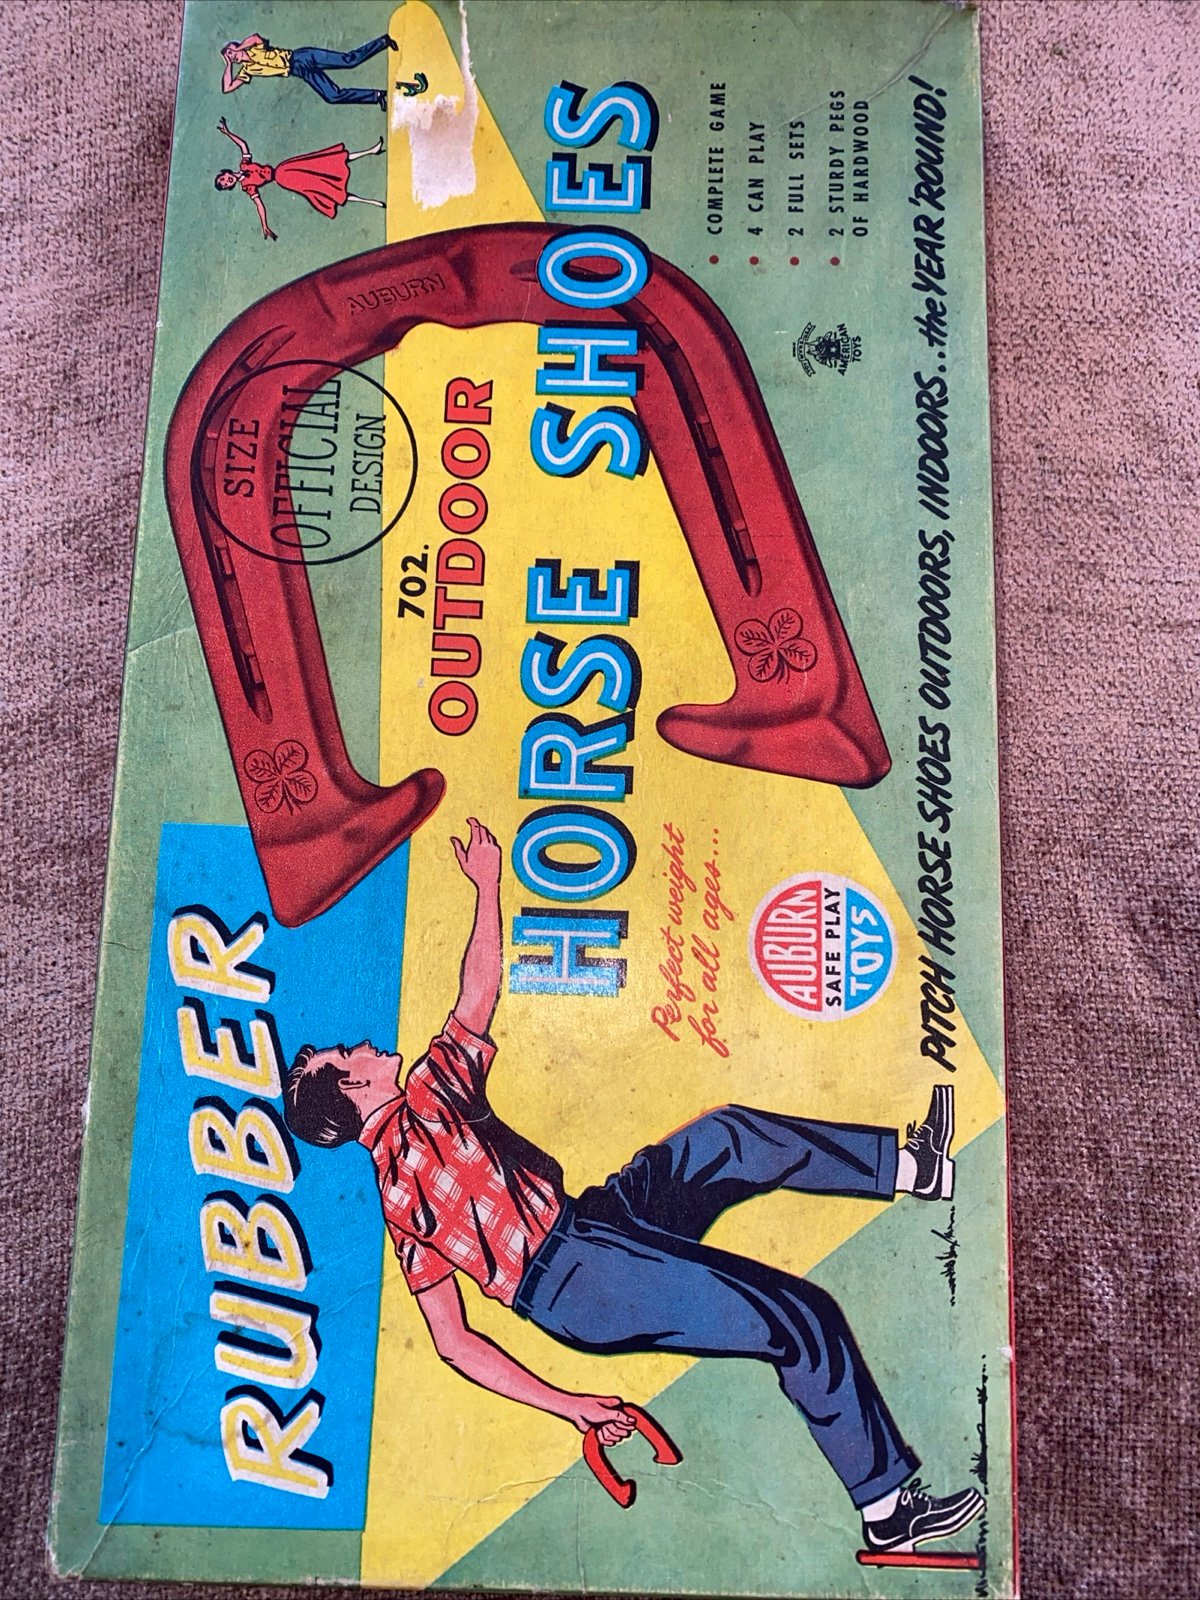 RUBBER
SIZE
OFFICIAL
DESIGN
AUBURN
702.
OUTDOOR
HORSE SHOES
Perfect weight
for all ages...
AUBURN
SAFE PLAY
TOYS
• COMPLETE GAME
• 4 CAN PLAY
• 2 FULL SETS
• 2 STURDY PEGS
OF HARDWOOD
AMERICAN
TOYS
PITCH HORSE SHOES OUTDOORS, INDOORS.. the YEAR 'ROUND!